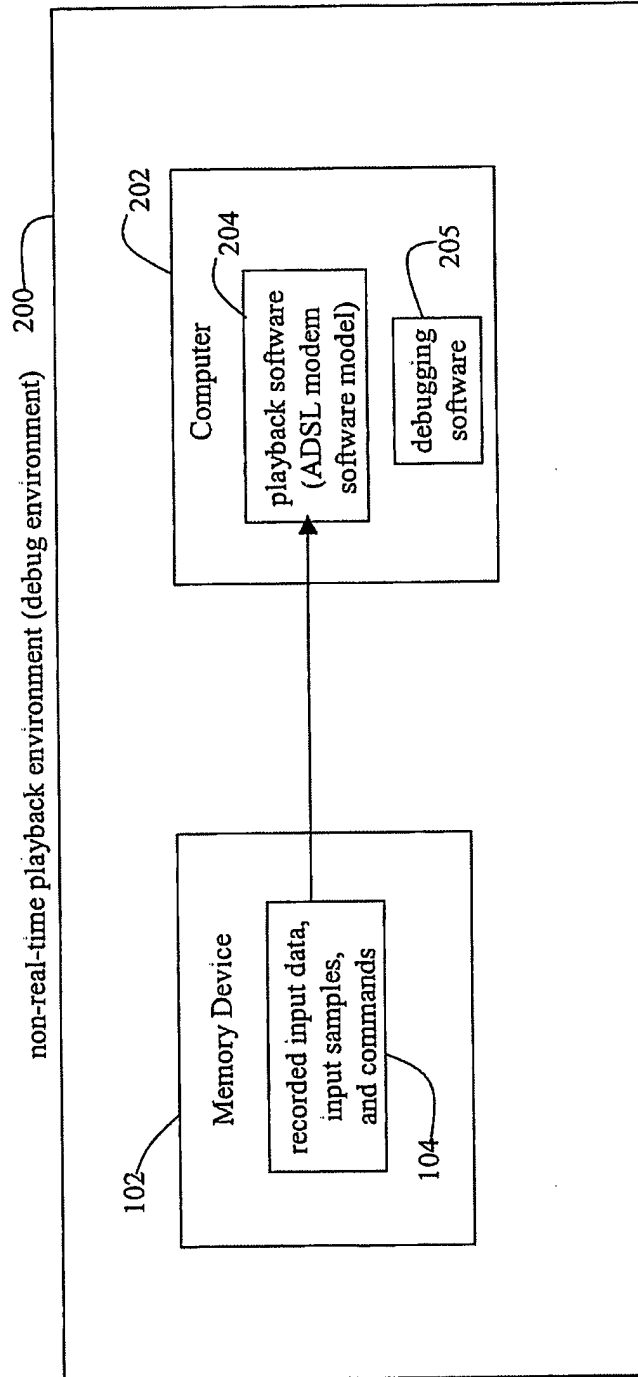 non-real-time playback environment (debug environment)
200
102
Memory Device
recorded input data,
input samples,
and commands
104
202
Computer
204
playback software
(ADSL modem
software model)
debugging
software
205